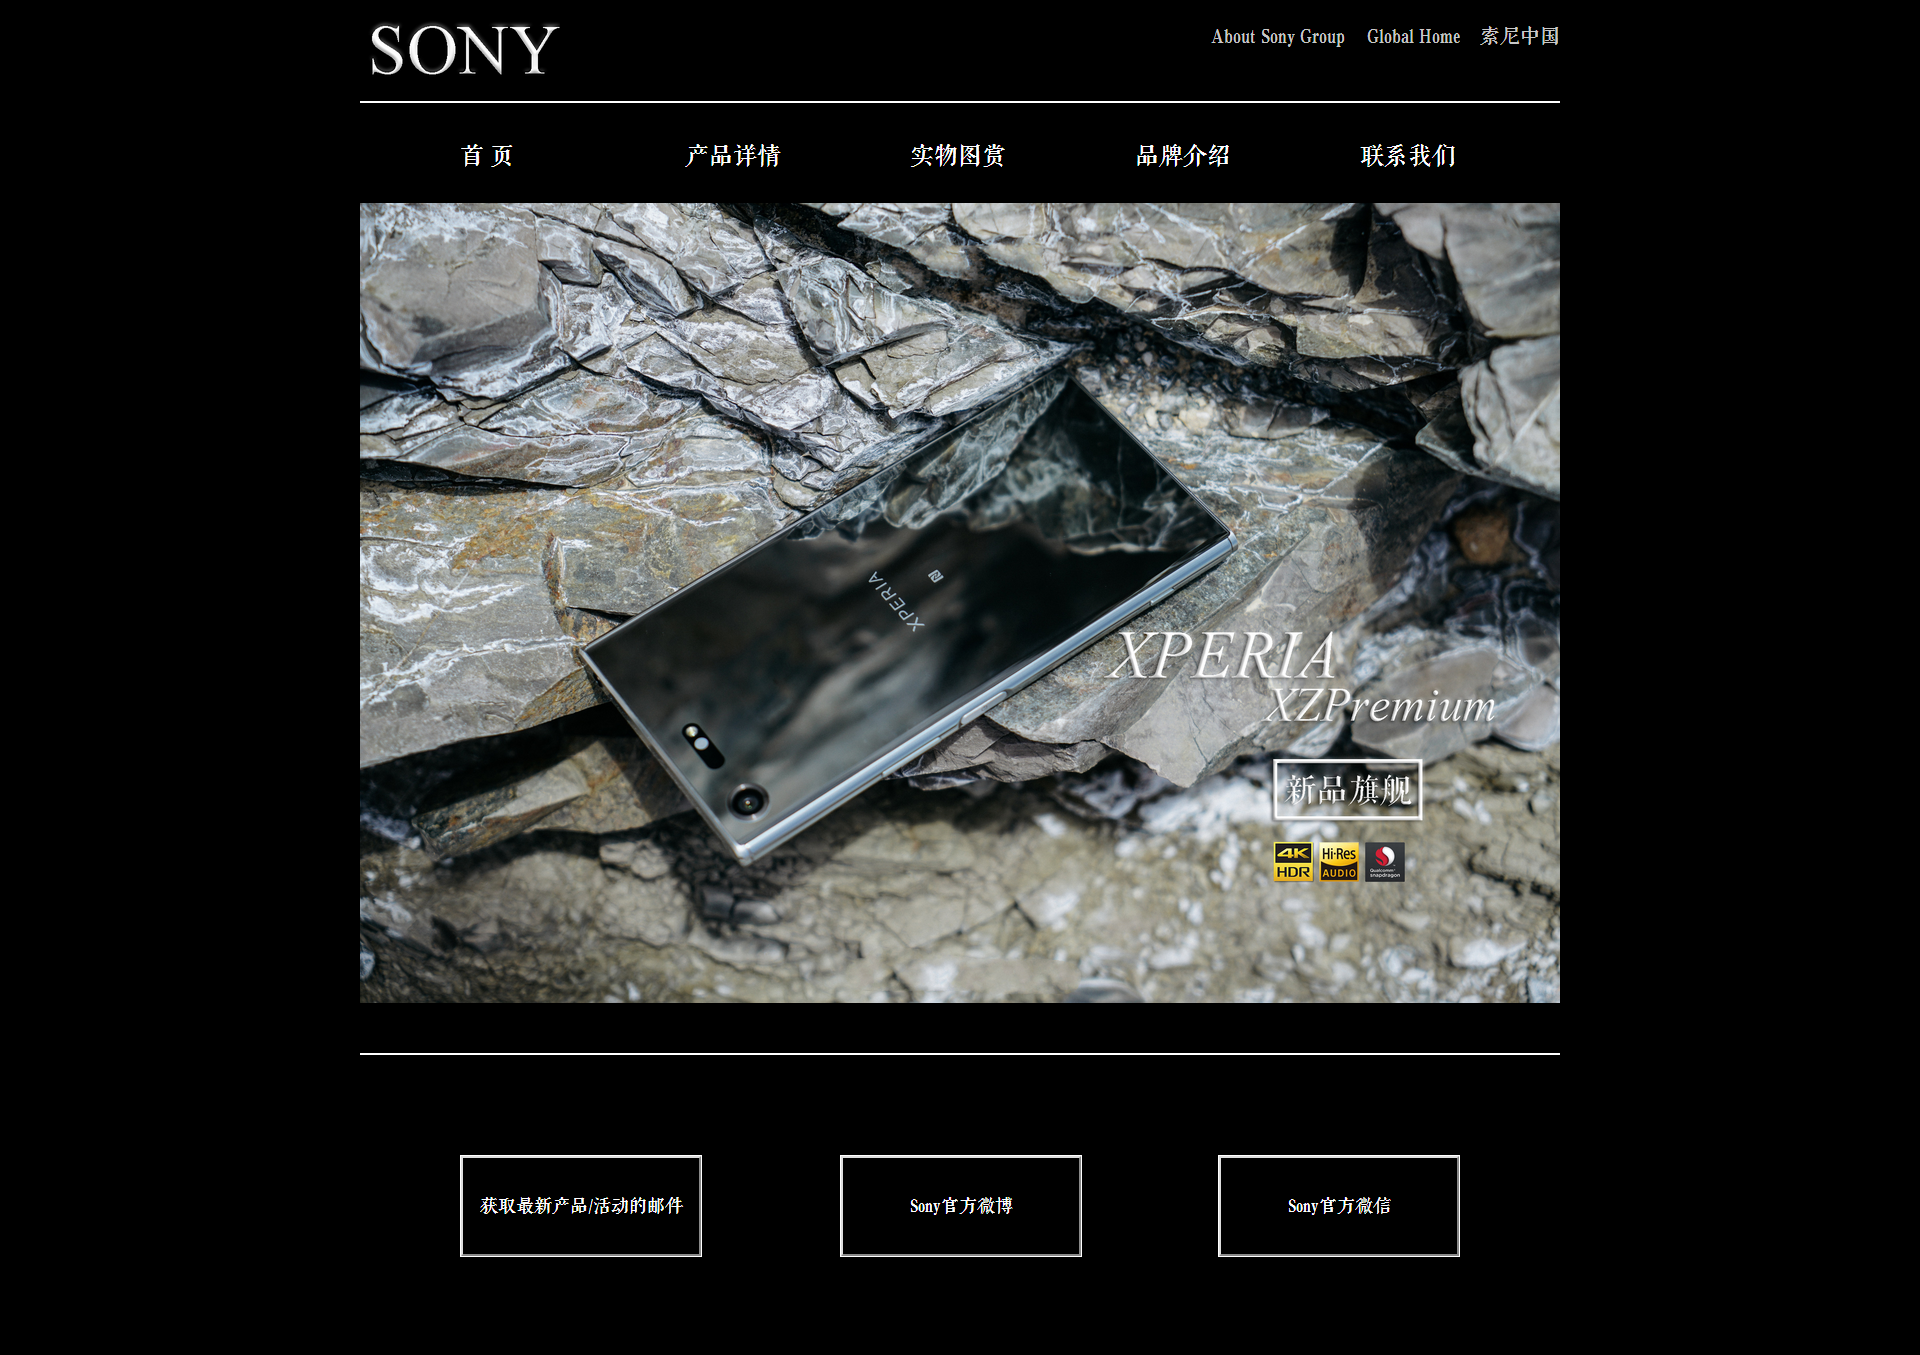 SONY
About Sony Group Global Home 索尼中国
首 页 产品详情 实物图赏 品牌介绍 联系我们
XPERIA
XPERIA
XZPremium
新品旗舰
4K HDR Hi-Res AUDIO Qualcomm snapdragon
获取最新产品/活动的邮件 Sony官方微博 Sony官方微信